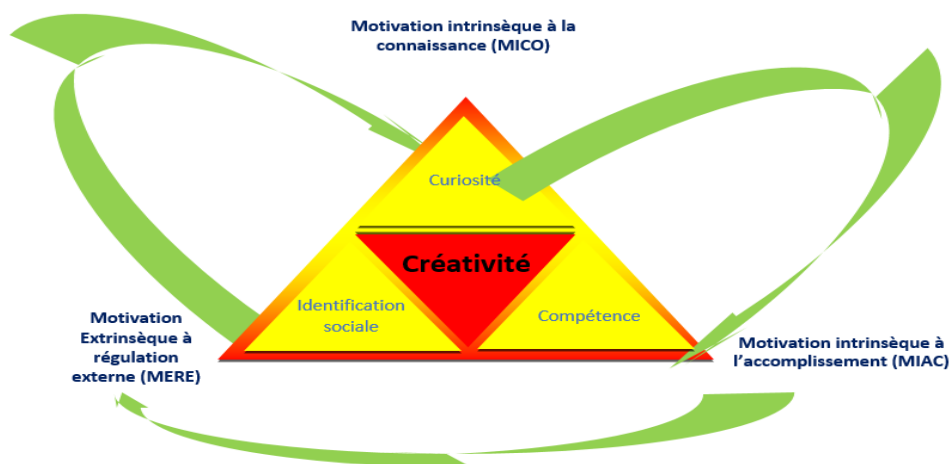 Motivation intrinsèque à la
connaissance (MICO)
Curiosité
Créativité
Identification
sociale
Compétence
Motivation
Extrinsèque à
régulation
externe (MERE)
Motivation intrinsèque à
l’accomplissement (MIAC)